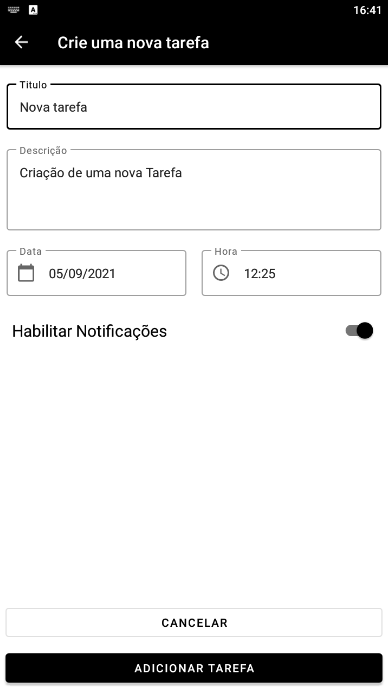 A
16:41
Crie uma nova tarefa
Título
Nova tarefa
Descrição
Criação de uma nova Tarefa
Data
Hora
05/09/2021
12:25
Habilitar Notificações
CANCELAR
ADICIONAR TAREFA